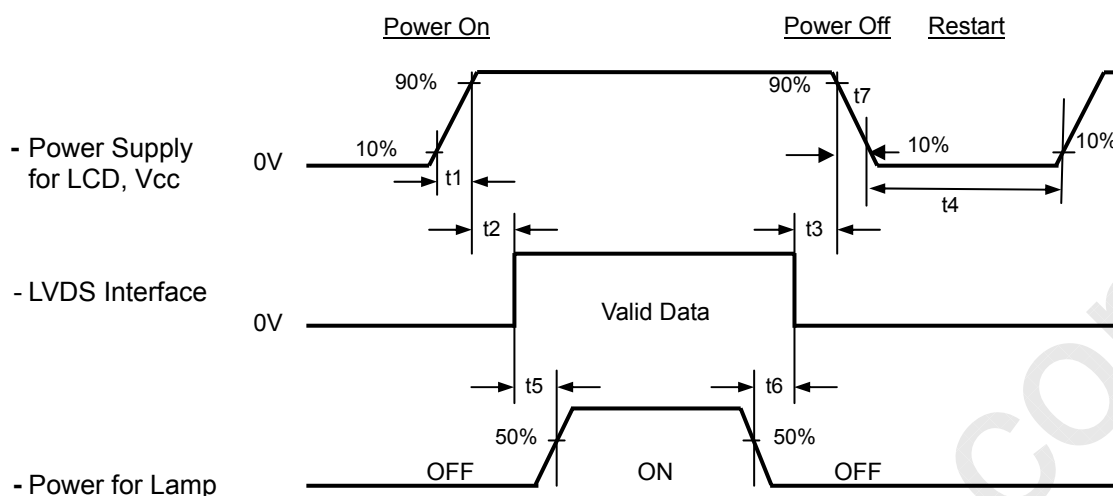 Power On
Power Off
Restart
90%
90%
t7
- Power Supply
for LCD, Vcc
0V
10%
10%
10%
t1
t4
t2
t3
- LVDS Interface
0V
Valid Data
t5
t6
50%
50%
- Power for Lamp
OFF
ON
OFF
com